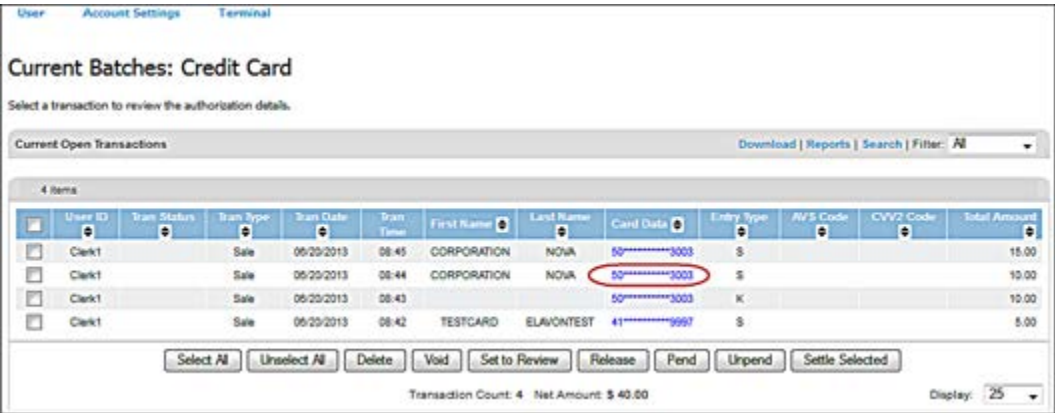 User Account Settings Terminal
Current Batches: Credit Card
Select a transaction to review the authorization details.
Current Open Transactions Download | Reports | Search | Filter: All
4 items
User ID Tran Status Tran Type Tran Date Tran Time First Name Last Name Card Data Entry Type AVS Code CVV2 Code Total Amount
Clerk1 Sale 06/20/2013 08:45 CORPORATION NOVA 50***********3003 S 15.00
Clerk1 Sale 06/20/2013 08:44 CORPORATION NOVA 50***********3003 S 10.00
Clerk1 Sale 06/20/2013 08:43 50***********3003 K 10.00
Clerk1 Sale 06/20/2013 08:42 TESTCARD ELAVONTEST 41***********9997 S 5.00
Select All Unselect All Delete Void Set to Review Release Pend Unpend Settle Selected
Transaction Count: 4 Net Amount: $ 40.00 Display: 25